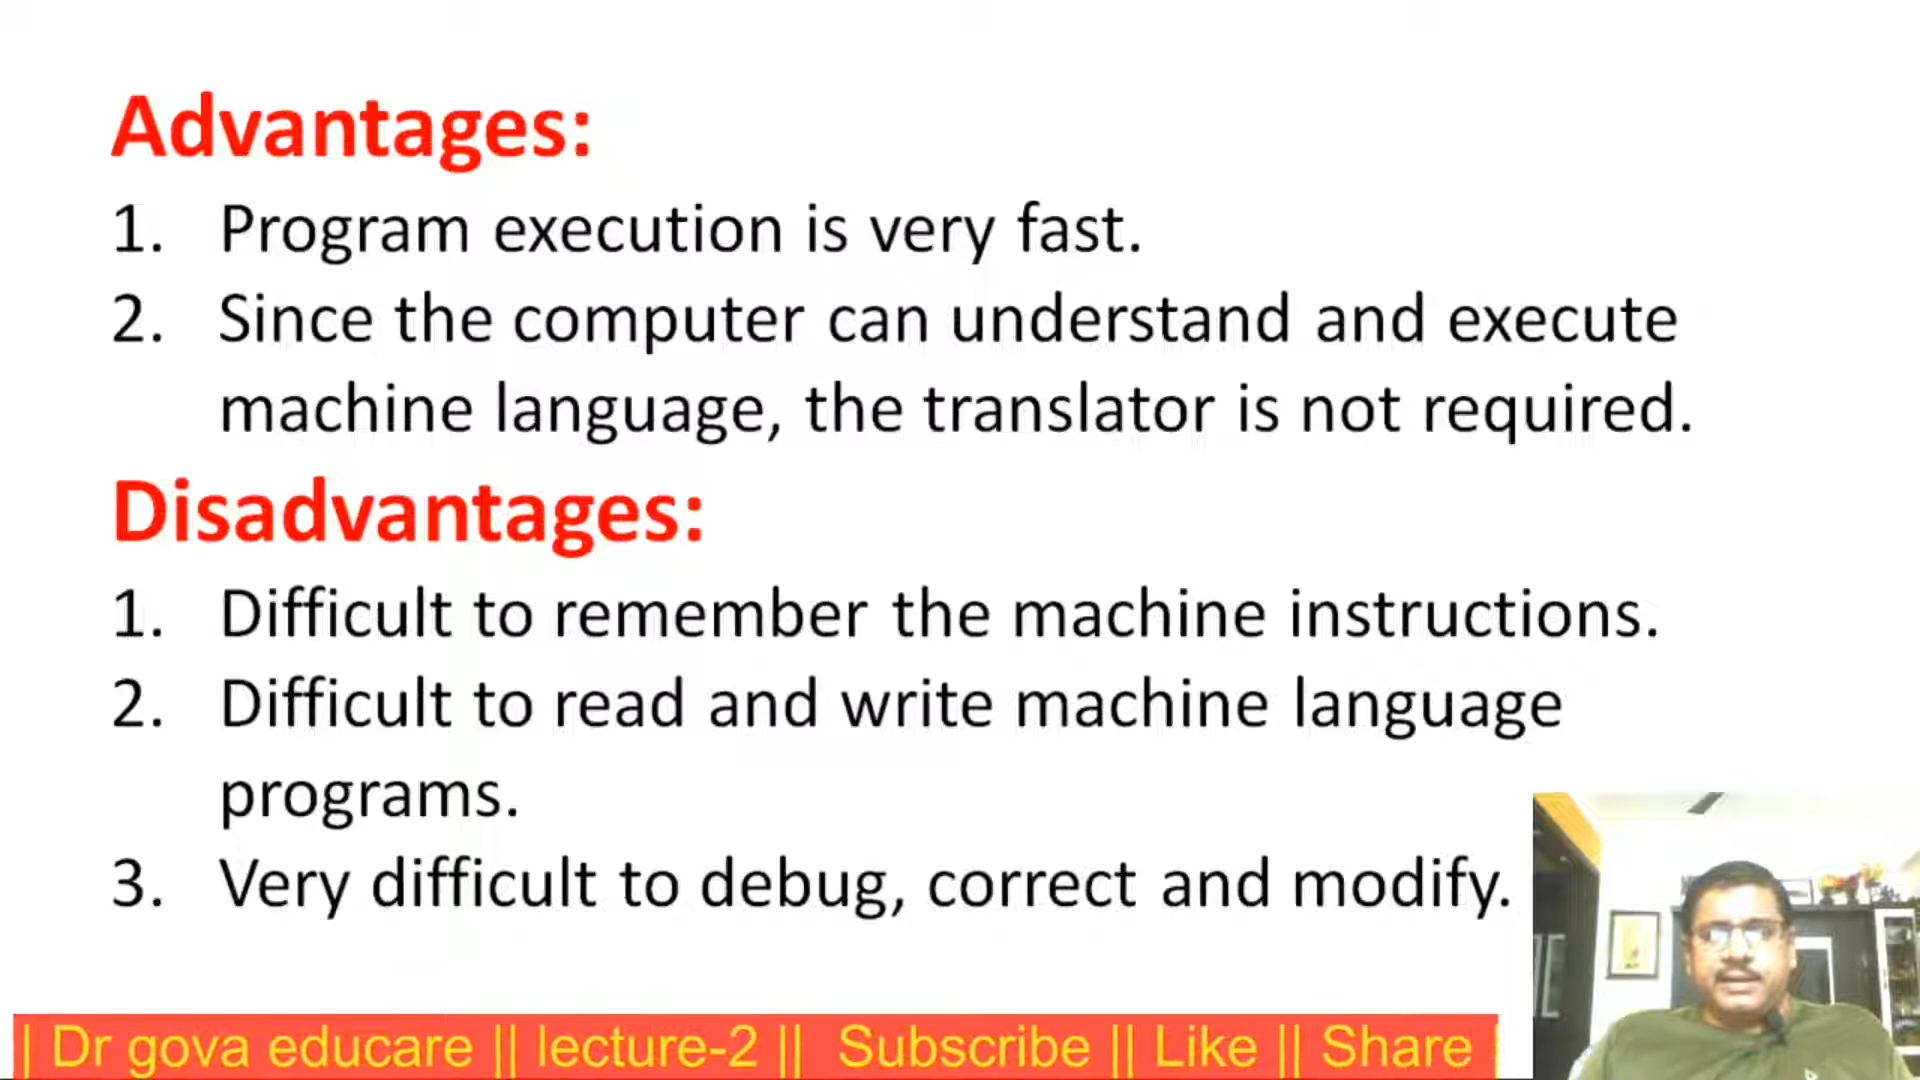 Advantages:
1. Program execution is very fast.
2. Since the computer can understand and execute
machine language, the translator is not required.
Disadvantages:
1. Difficult to remember the machine instructions.
2. Difficult to read and write machine language
programs.
3. Very difficult to debug, correct and modify.
| Dr gova educare || lecture-2 || Subscribe || Like || Share